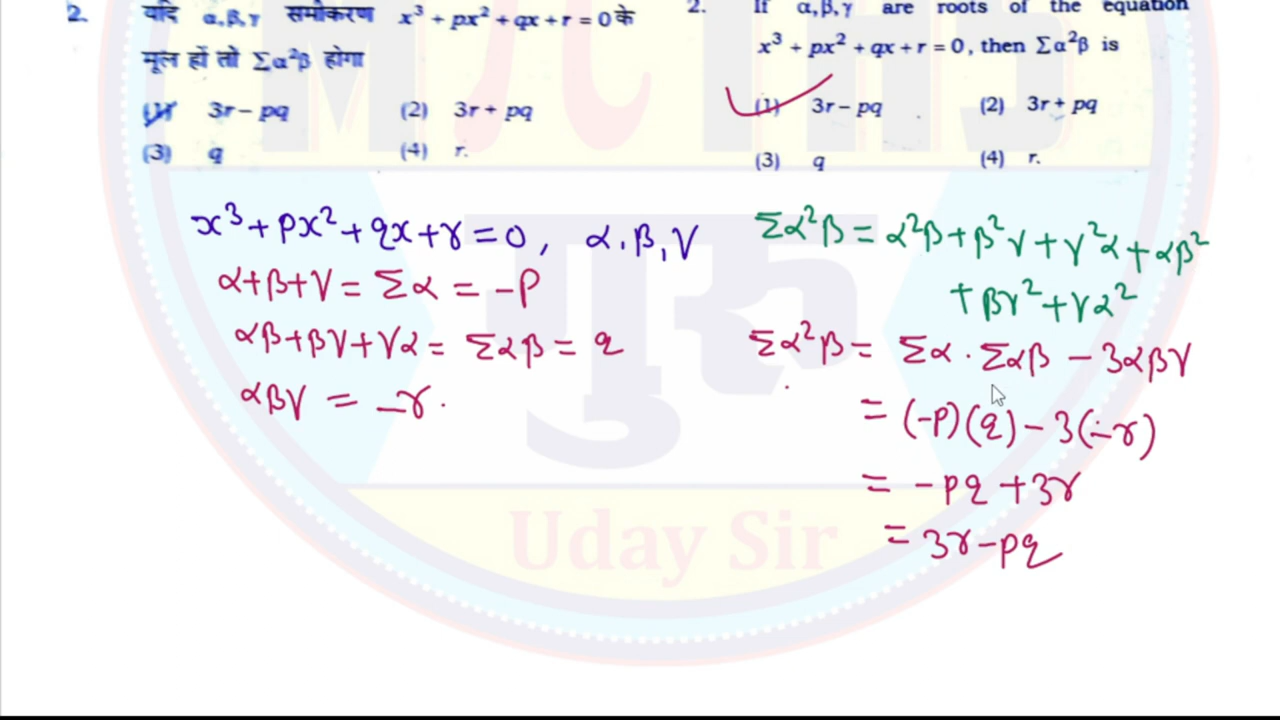 2. यदि α,β,γ समीकरण x³ + px² + qx + r = 0 के
मूल हों तो Σα²β होगा
(1) 3r – pq (2) 3r + pq
(3) q (4) r.
2. If α,β,γ are roots of the equation
x³ + px² + qx + r = 0, then Σα²β is
(1) 3r – pq (2) 3r + pq
(3) q (4) r.
x³ + px² + qx + r = 0 , α, β, γ
α+β+γ = Σα = –p
αβ+βγ+γα = Σαβ = q
αβγ = –r.
Σα²β = α²β+β²γ+γ²α+αβ²
+ βγ²+γα²
Σα²β = Σα · Σαβ – 3αβγ
= (–p)(q) – 3(–r)
= –pq + 3r
= 3r–pq
गुरु
Uday Sir